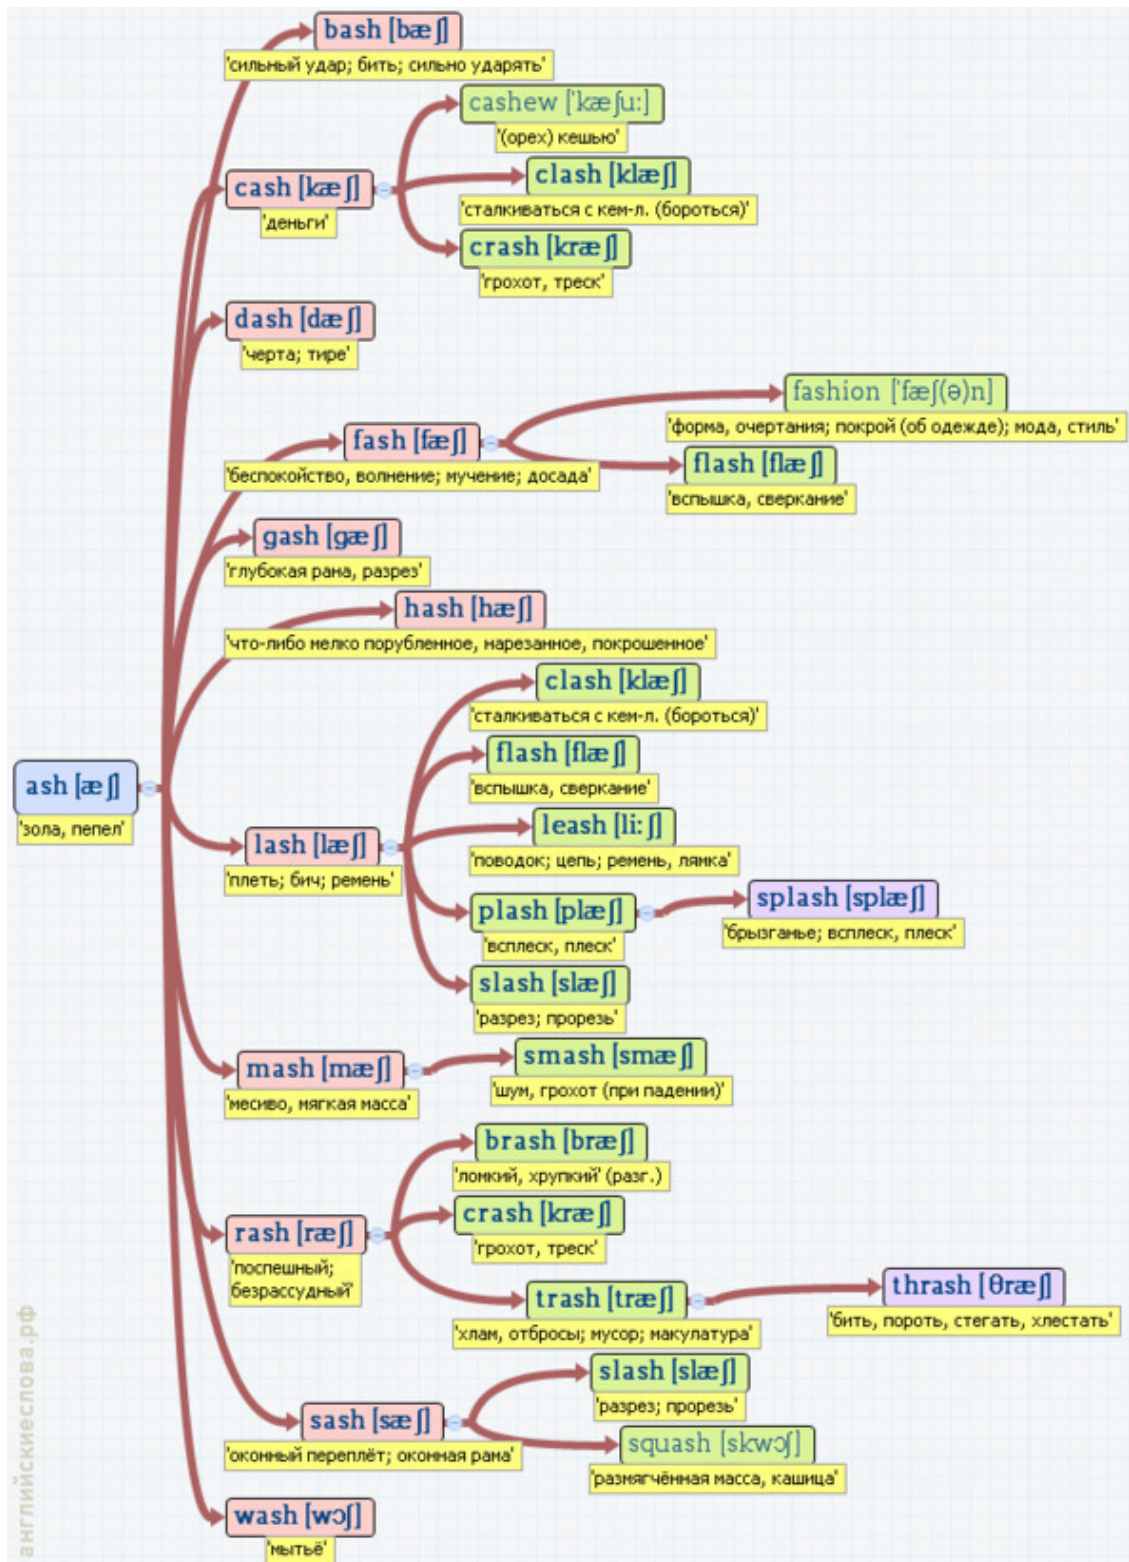 bash [bæʃ]
'сильный удар; бить; сильно ударять'
cashew ['kæʃu:]
'(орех) кешью'
cash [kæʃ]
'деньги'
clash [klæʃ]
'сталкиваться с кем-л. (бороться)'
crash [kræʃ]
'грохот, треск'
dash [dæʃ]
'черта; тире'
fashion ['fæʃ(ə)n]
'форма, очертания; покрой (об одежде); мода, стиль'
fash [fæʃ]
'беспокойство, волнение; мучение; досада'
flash [flæʃ]
'вспышка, сверкание'
gash [gæʃ]
'глубокая рана, разрез'
hash [hæʃ]
'что-либо мелко порубленное, нарезанное, покрошенное'
clash [klæʃ]
'сталкиваться с кем-л. (бороться)'
flash [flæʃ]
'вспышка, сверкание'
ash [æʃ]
'зола, пепел'
leash [li:ʃ]
'поводок; цепь; ремень, лямка'
lash [læʃ]
'плеть; бич; ремень'
plash [plæʃ]
'всплеск, плеск'
splash [splæʃ]
'брызганье; всплеск, плеск'
slash [slæʃ]
'разрез; прорезь'
mash [mæʃ]
'месиво, мягкая масса'
smash [smæʃ]
'шум, грохот (при падении)'
brash [bræʃ]
'ломкий, хрупкий' (разг.)
crash [kræʃ]
'грохот, треск'
rash [ræʃ]
'поспешный;
безрассудный'
trash [træʃ]
'хлам, отбросы; мусор; макулатура'
thrash [θræʃ]
'бить, пороть, стегать, хлестать'
slash [slæʃ]
'разрез; прорезь'
sash [sæʃ]
'оконный переплёт; оконная рама'
squash [skwɔʃ]
'размягчённая масса, кашица'
wash [wɔʃ]
'мытьё'
английскиеслова.рф